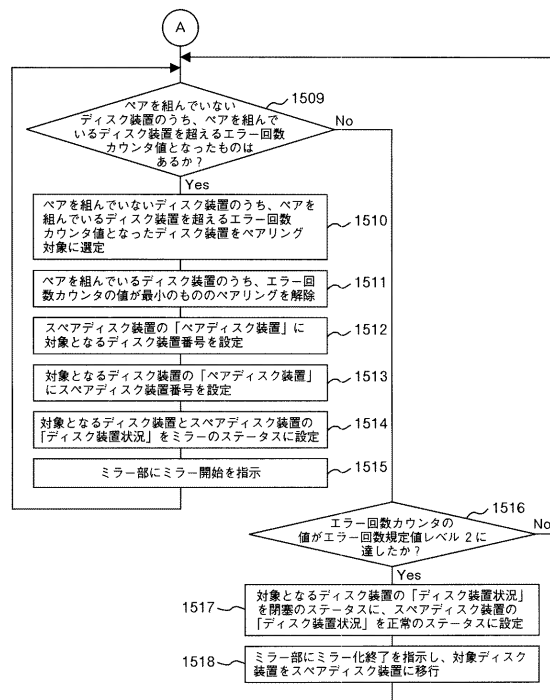 A
ペアを組んでいない
ディスク装置のうち、ペアを組んで
いるディスク装置を超えるエラー回数
カウンタ値となったものは
あるか？
1509
No
Yes
ペアを組んでいないディスク装置のうち、ペアを
組んでいるディスク装置を超えるエラー回数
カウンタ値となったディスク装置をペアリング
対象に選定
1510
ペアを組んでいるディスク装置のうち、エラー回
数カウンタの値が最小のもののペアリングを解除
1511
スペアディスク装置の「ペアディスク装置」に
対象となるディスク装置番号を設定
1512
対象となるディスク装置の「ペアディスク装置」
にスペアディスク装置番号を設定
1513
対象となるディスク装置とスペアディスク装置の
「ディスク装置状況」をミラーのステータスに設定
1514
ミラー部にミラー開始を指示
1515
エラー回数カウンタの
値がエラー回数規定値レベル 2 に
達したか？
1516
No
Yes
対象となるディスク装置の「ディスク装置状況」
を閉塞のステータスに、スペアディスク装置の
「ディスク装置状況」を正常のステータスに設定
1517
ミラー部にミラー化終了を指示し、対象ディスク
装置をスペアディスク装置に移行
1518